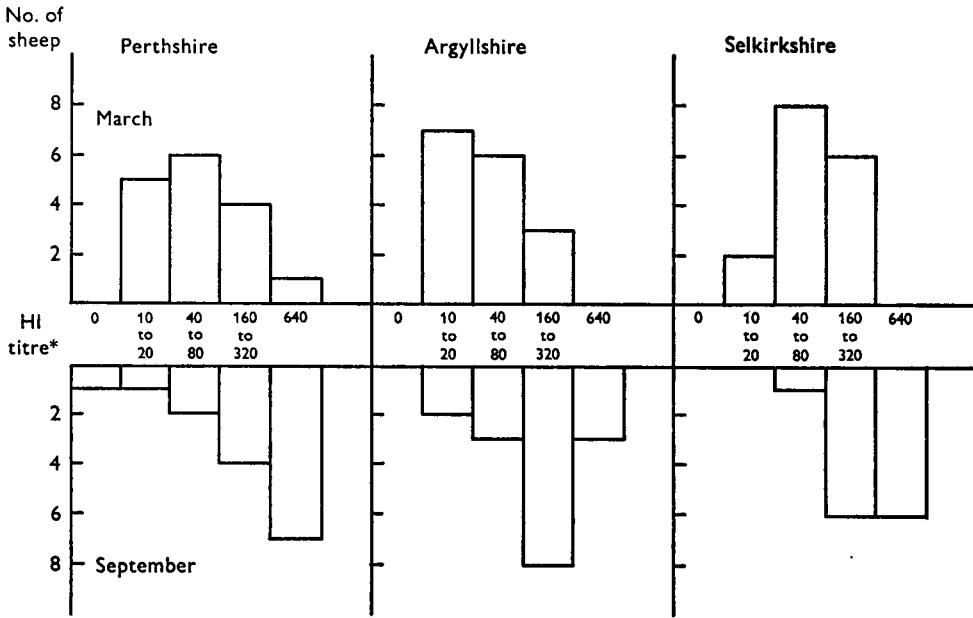 No. of
sheep
Perthshire
Argyllshire
Selkirkshire
8
March
6
4
2
HI
titre*
0
10
to
20
40
to
80
160
to
320
640
0
10
to
20
40
to
80
160
to
320
640
0
10
to
20
40
to
80
160
to
320
640
2
4
6
8
September